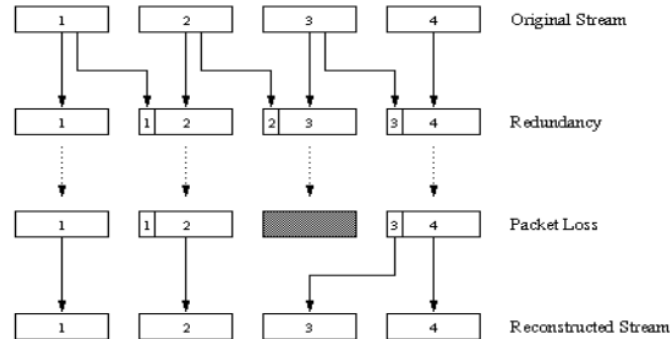 1 2 3 4 Original Stream
1 1 2 2 3 3 4 Redundancy
1 1 2 3 4 Packet Loss
1 2 3 4 Reconstructed Stream